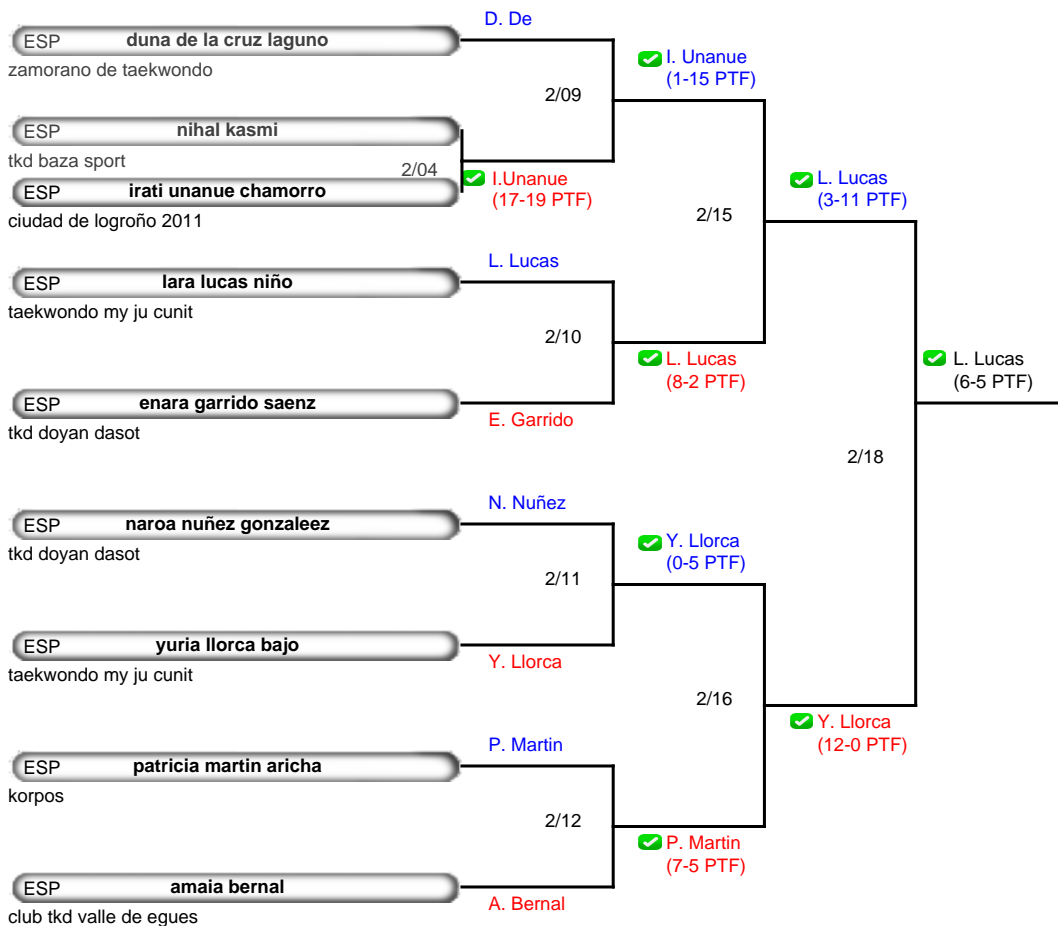 D. De
ESP duna de la cruz laguno
zamorano de taekwondo
I. Unanue
(1-15 PTF)
2/09
ESP nihal kasmi
tkd baza sport
2/04
I.Unanue
(17-19 PTF)
ESP irati unanue chamorro
ciudad de logroño 2011
L. Lucas
(3-11 PTF)
2/15
L. Lucas
ESP lara lucas niño
taekwondo my ju cunit
2/10
L. Lucas
(8-2 PTF)
L. Lucas
(6-5 PTF)
ESP enara garrido saenz
tkd doyan dasot
E. Garrido
2/18
N. Nuñez
ESP naroa nuñez gonzaleez
tkd doyan dasot
Y. Llorca
(0-5 PTF)
2/11
ESP yuria llorca bajo
taekwondo my ju cunit
Y. Llorca
2/16
Y. Llorca
(12-0 PTF)
P. Martin
ESP patricia martin aricha
korpos
2/12
P. Martin
(7-5 PTF)
ESP amaia bernal
club tkd valle de egues
A. Bernal